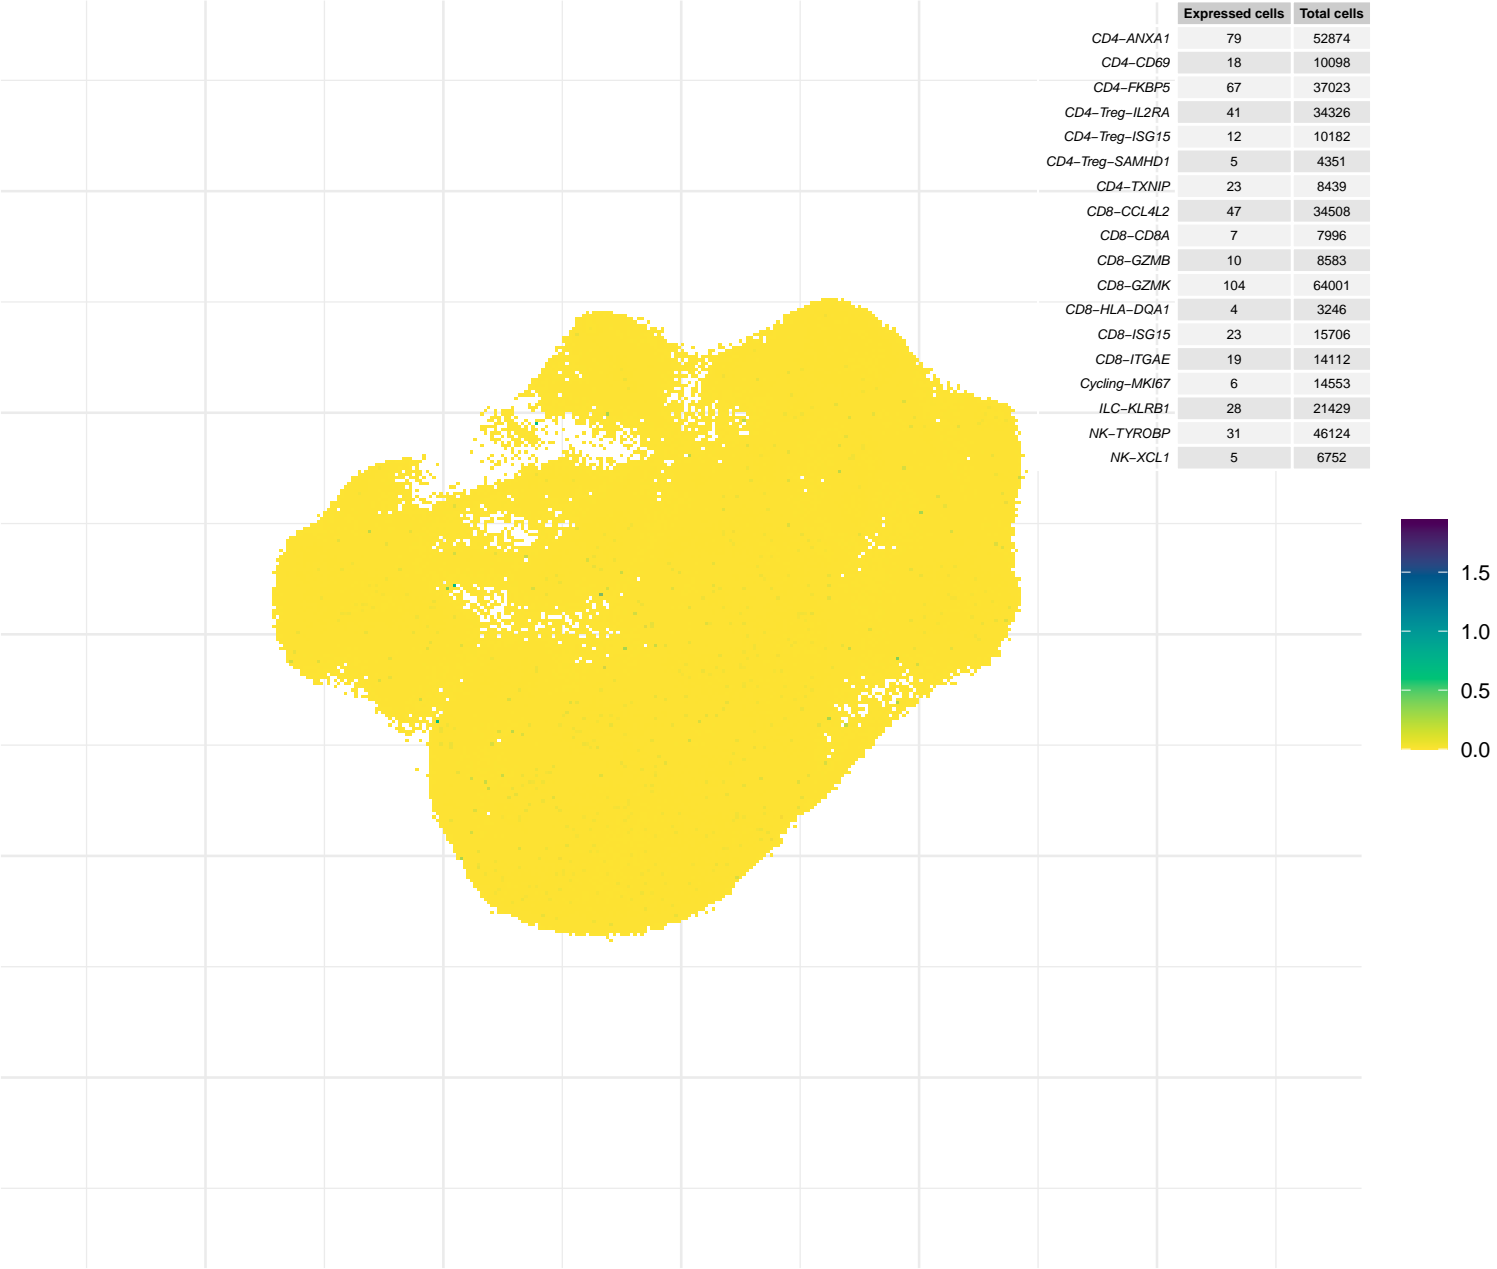 Expressed cells Total cells
CD4−ANXA1 79 52874
CD4−CD69 18 10098
CD4−FKBP5 67 37023
CD4−Treg−IL2RA 41 34326
CD4−Treg−ISG15 12 10182
CD4−Treg−SAMHD1 5 4351
CD4−TXNIP 23 8439
CD8−CCL4L2 47 34508
CD8−CD8A 7 7996
CD8−GZMB 10 8583
CD8−GZMK 104 64001
CD8−HLA−DQA1 4 3246
CD8−ISG15 23 15706
CD8−ITGAE 19 14112
Cycling−MKI67 6 14553
ILC−KLRB1 28 21429
NK−TYROBP 31 46124
NK−XCL1 5 6752
1.5
1.0
0.5
0.0